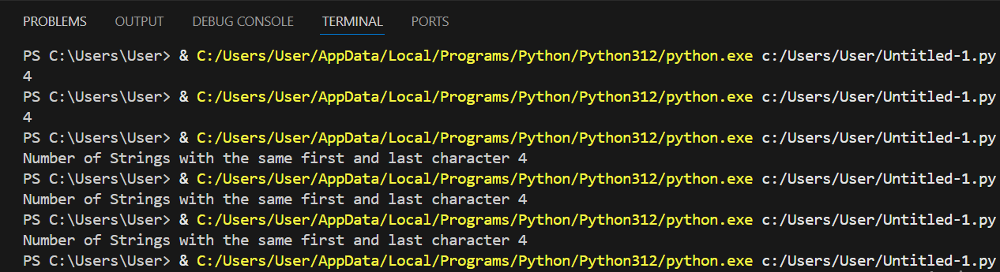 PROBLEMS OUTPUT DEBUG CONSOLE TERMINAL PORTS
PS C:\Users\User> & C:/Users/User/AppData/Local/Programs/Python/Python312/python.exe c:/Users/User/Untitled-1.py
4
PS C:\Users\User> & C:/Users/User/AppData/Local/Programs/Python/Python312/python.exe c:/Users/User/Untitled-1.py
4
PS C:\Users\User> & C:/Users/User/AppData/Local/Programs/Python/Python312/python.exe c:/Users/User/Untitled-1.py
Number of Strings with the same first and last character 4
PS C:\Users\User> & C:/Users/User/AppData/Local/Programs/Python/Python312/python.exe c:/Users/User/Untitled-1.py
Number of Strings with the same first and last character 4
PS C:\Users\User> & C:/Users/User/AppData/Local/Programs/Python/Python312/python.exe c:/Users/User/Untitled-1.py
Number of Strings with the same first and last character 4
PS C:\Users\User> & C:/Users/User/AppData/Local/Programs/Python/Python312/python.exe c:/Users/User/Untitled-1.py